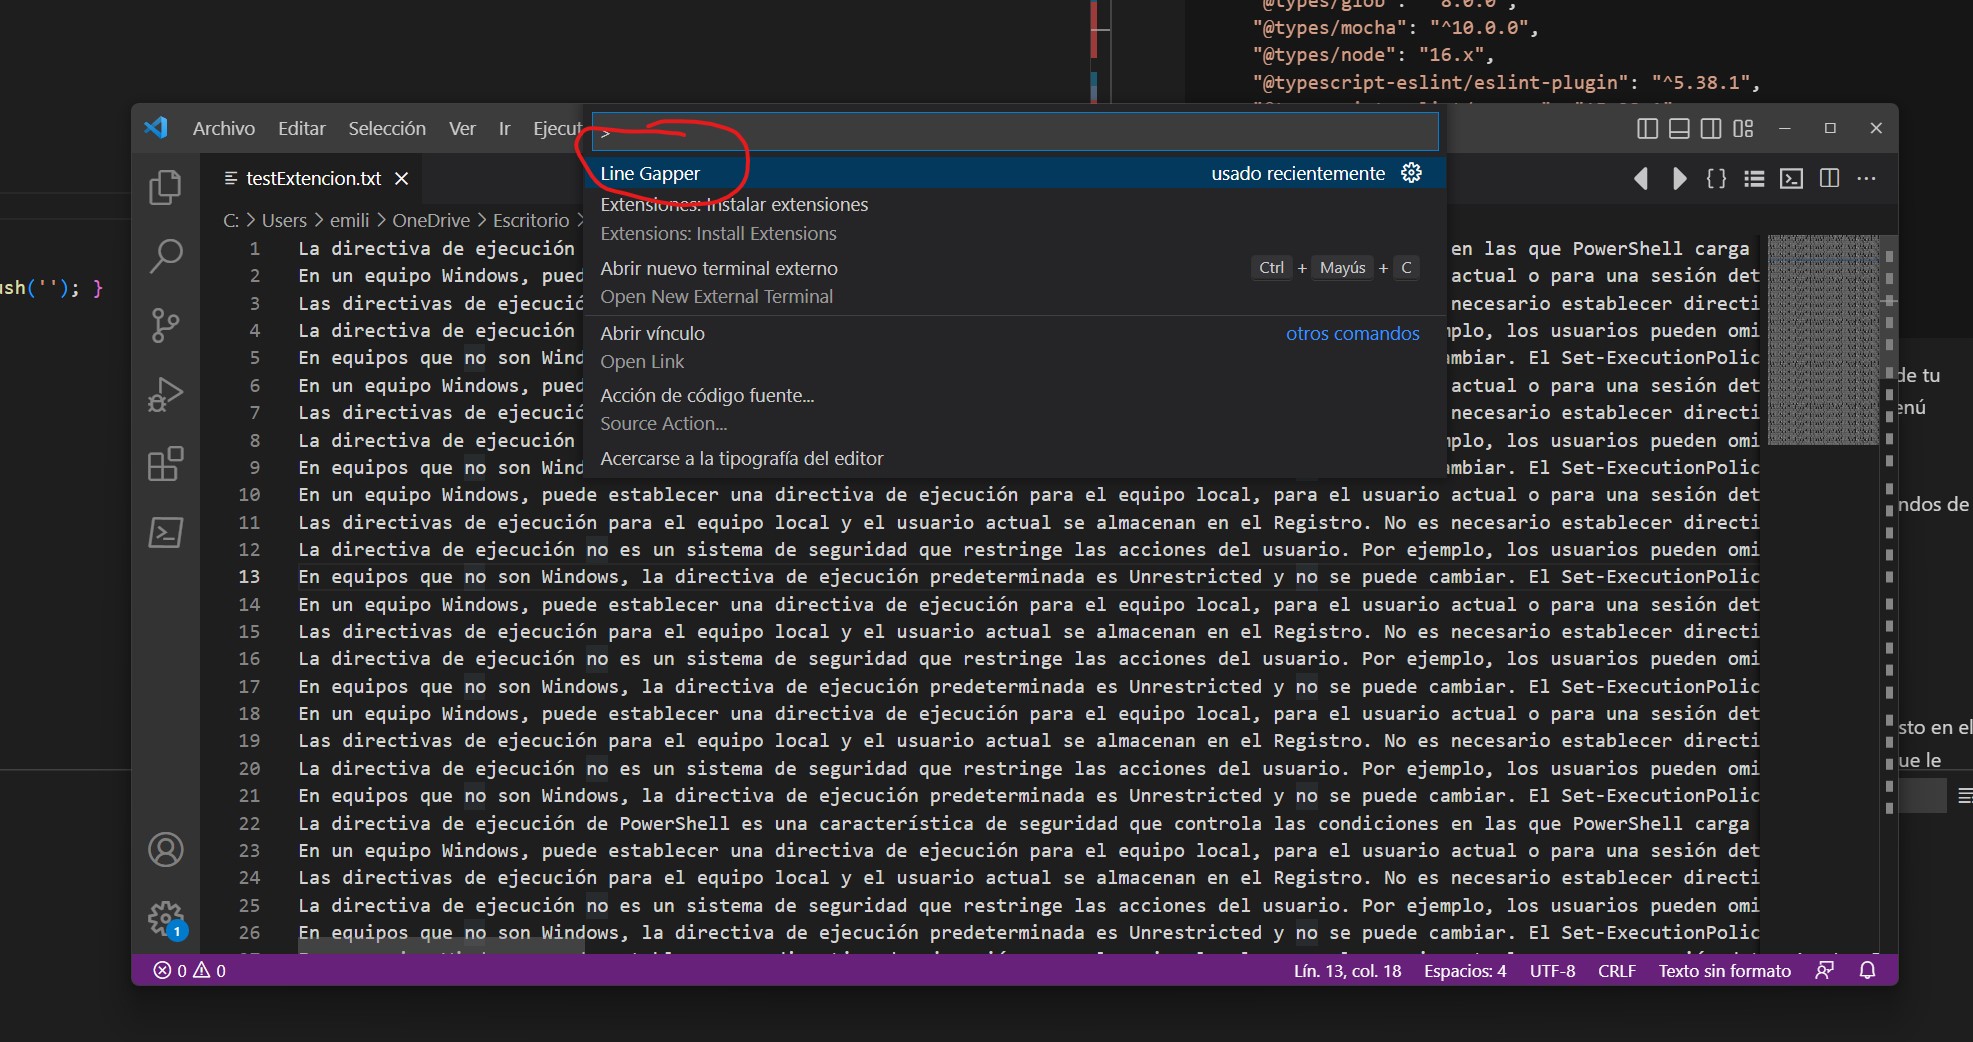 "@types/glob": "^8.0.0",
"@types/mocha": "^10.0.0",
"@types/node": "16.x",
"@typescript-eslint/eslint-plugin": "^5.38.1",
ush(''); }
Archivo Editar Selección Ver Ir Ejecut
>
testExtencion.txt
Line Gapper usado recientemente
Extensiones: Instalar extensiones
Extensions: Install Extensions
Abrir nuevo terminal externo Ctrl + Mayús + C
Open New External Terminal
Abrir vínculo otros comandos
Open Link
Acción de código fuente...
Source Action...
Acercarse a la tipografía del editor
C: > Users > emili > OneDrive > Escritorio >
1 La directiva de ejecución en las que PowerShell carga
2 En un equipo Windows, pued actual o para una sesión det
3 Las directivas de ejecució necesario establecer directi
4 La directiva de ejecución mplo, los usuarios pueden omi
5 En equipos que no son Wind ambiar. El Set-ExecutionPolic
6 En un equipo Windows, pued actual o para una sesión det
7 Las directivas de ejecució necesario establecer directi
8 La directiva de ejecución mplo, los usuarios pueden omi
9 En equipos que no son Wind ambiar. El Set-ExecutionPolic
10 En un equipo Windows, puede establecer una directiva de ejecución para el equipo local, para el usuario actual o para una sesión det
11 Las directivas de ejecución para el equipo local y el usuario actual se almacenan en el Registro. No es necesario establecer directi
12 La directiva de ejecución no es un sistema de seguridad que restringe las acciones del usuario. Por ejemplo, los usuarios pueden omi
13 En equipos que no son Windows, la directiva de ejecución predeterminada es Unrestricted y no se puede cambiar. El Set-ExecutionPolic
14 En un equipo Windows, puede establecer una directiva de ejecución para el equipo local, para el usuario actual o para una sesión det
15 Las directivas de ejecución para el equipo local y el usuario actual se almacenan en el Registro. No es necesario establecer directi
16 La directiva de ejecución no es un sistema de seguridad que restringe las acciones del usuario. Por ejemplo, los usuarios pueden omi
17 En equipos que no son Windows, la directiva de ejecución predeterminada es Unrestricted y no se puede cambiar. El Set-ExecutionPolic
18 En un equipo Windows, puede establecer una directiva de ejecución para el equipo local, para el usuario actual o para una sesión det
19 Las directivas de ejecución para el equipo local y el usuario actual se almacenan en el Registro. No es necesario establecer directi
20 La directiva de ejecución no es un sistema de seguridad que restringe las acciones del usuario. Por ejemplo, los usuarios pueden omi
21 En equipos que no son Windows, la directiva de ejecución predeterminada es Unrestricted y no se puede cambiar. El Set-ExecutionPolic
22 La directiva de ejecución de PowerShell es una característica de seguridad que controla las condiciones en las que PowerShell carga
23 En un equipo Windows, puede establecer una directiva de ejecución para el equipo local, para el usuario actual o para una sesión det
24 Las directivas de ejecución para el equipo local y el usuario actual se almacenan en el Registro. No es necesario establecer directi
25 La directiva de ejecución no es un sistema de seguridad que restringe las acciones del usuario. Por ejemplo, los usuarios pueden omi
26 En equipos que no son Windows, la directiva de ejecución predeterminada es Unrestricted y no se puede cambiar. El Set-ExecutionPolic
1
0 0 Lín. 13, col. 18 Espacios: 4 UTF-8 CRLF Texto sin formato
de tu
enú
ndos de
sto en el
ue le